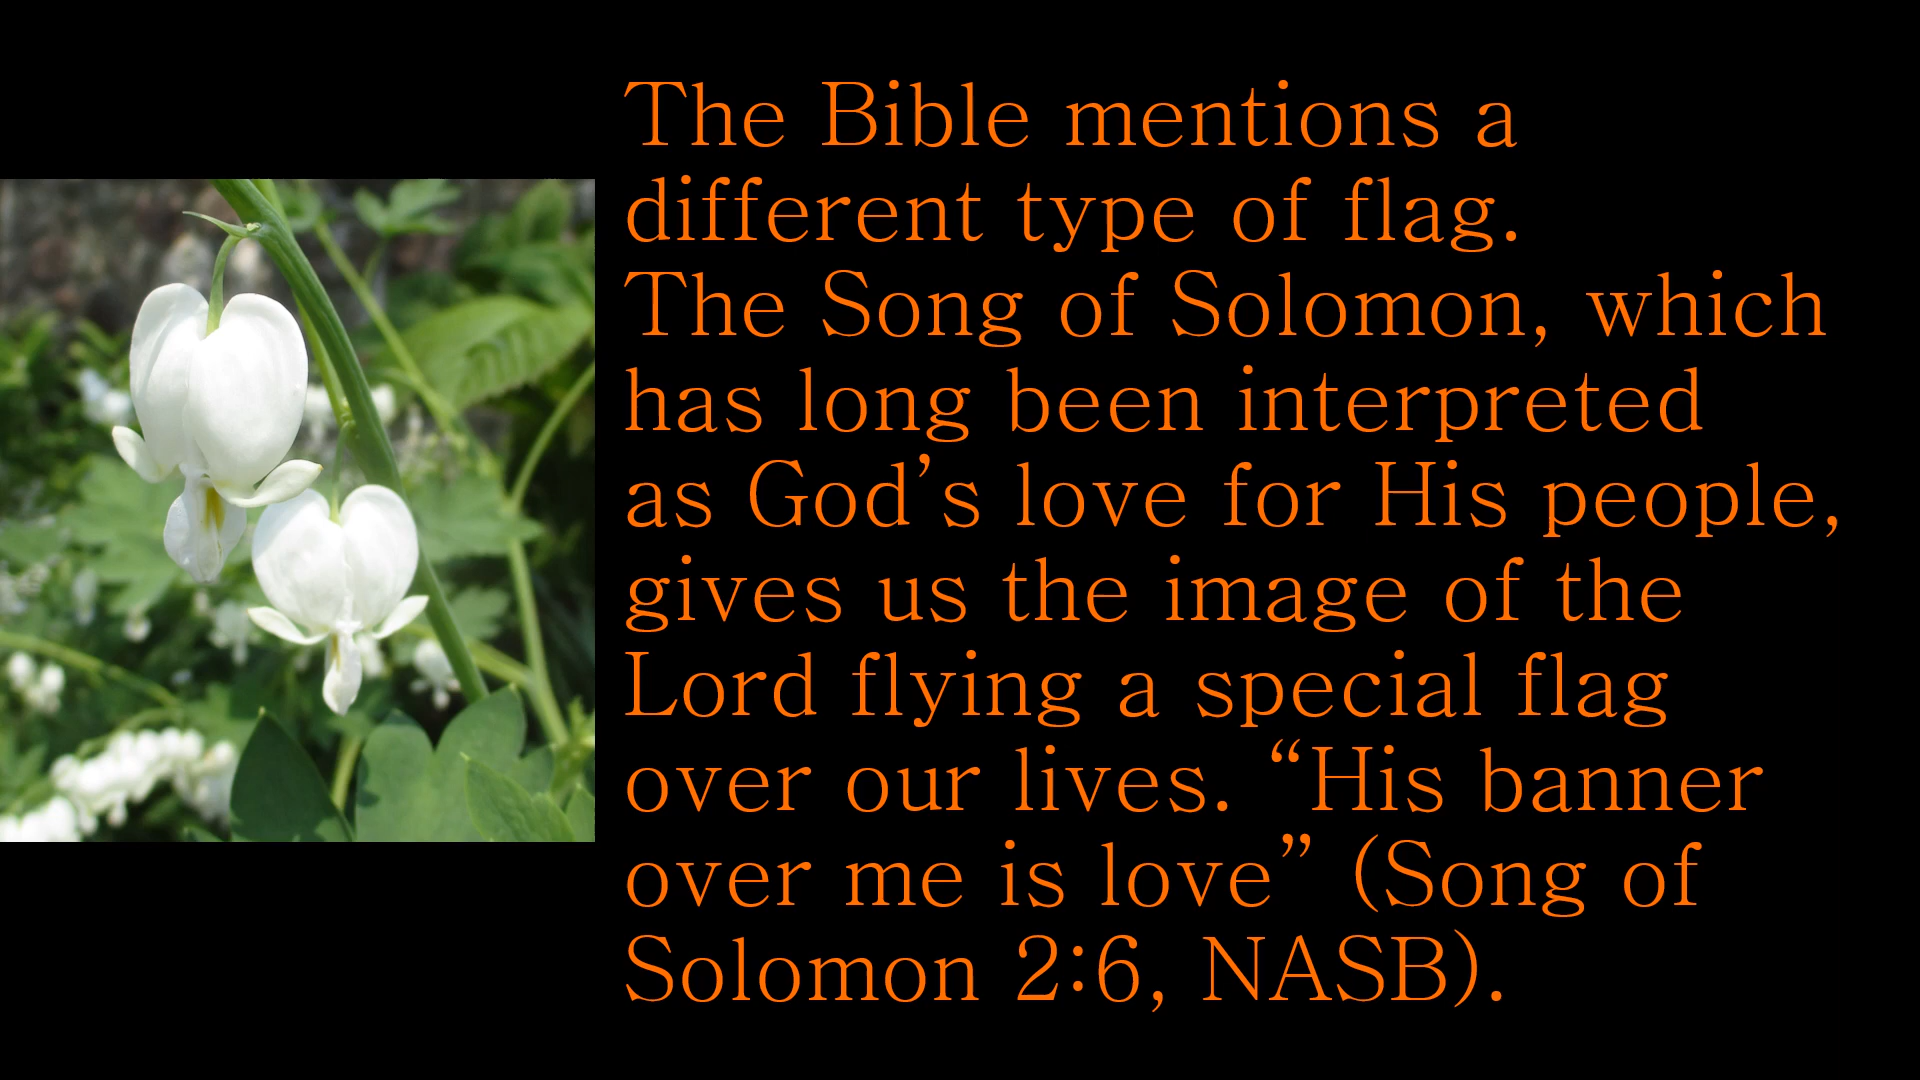 The Bible mentions a
different type of flag.
The Song of Solomon, which
has long been interpreted
as God’s love for His people,
gives us the image of the
Lord flying a special flag
over our lives. “His banner
over me is love” (Song of
Solomon 2:6, NASB).